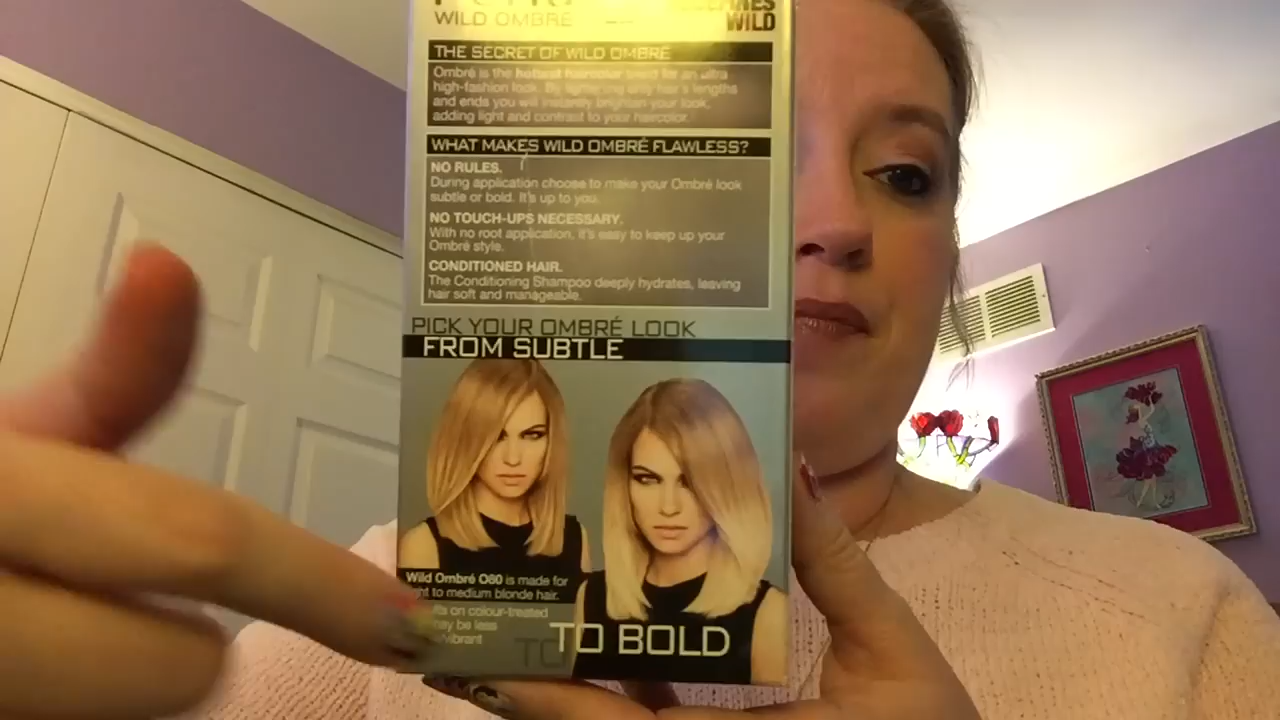 WILD OMBRÉ
WILD
THE SECRET OF WILD OMBRÉ
Ombré is the hottest haircolor trend for an ultra
high-fashion look. By lightening only hair's lengths
and ends you will instantly brighten your look,
adding light and contrast to your haircolor.
WHAT MAKES WILD OMBRÉ FLAWLESS?
NO RULES.
During application choose to make your Ombré look
subtle or bold. It's up to you.
NO TOUCH-UPS NECESSARY.
With no root application, it's easy to keep up your
Ombré style.
CONDITIONED HAIR.
The Conditioning Shampoo deeply hydrates, leaving
hair soft and manageable.
PICK YOUR OMBRÉ LOOK
FROM SUBTLE
Wild Ombré O60 is made for
to medium blonde hair.
on colour-treated
may be less
vibrant
TO BOLD